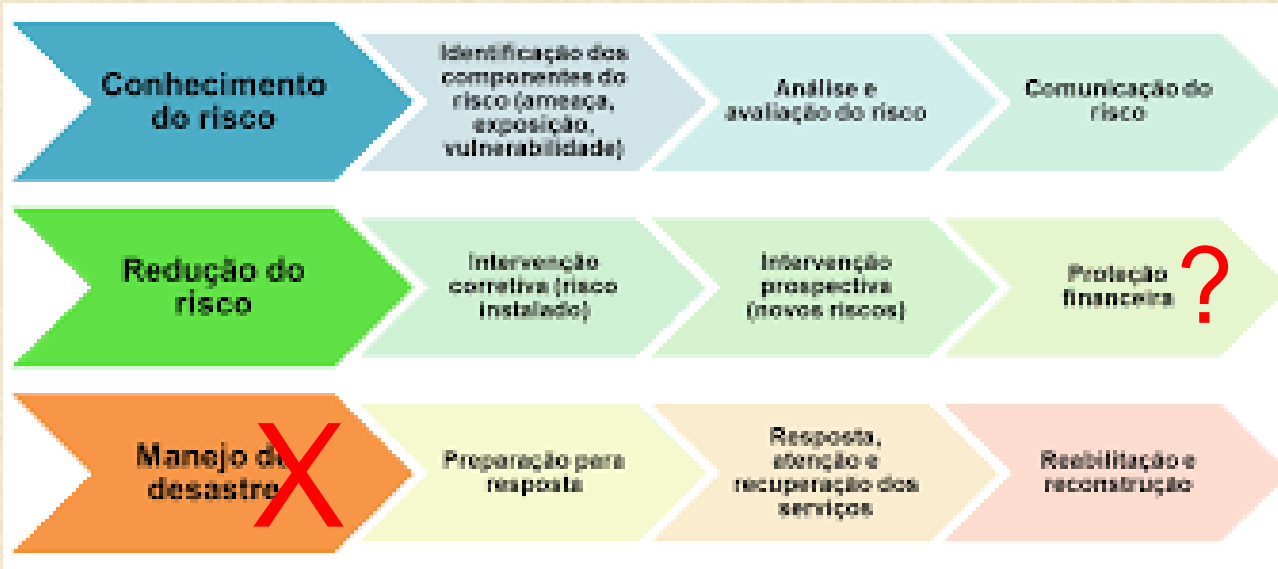 Conhecimento
do risco
Identificação dos
componentes do
risco (ameaça,
exposição,
vulnerabilidade)
Análise e
avaliação do risco
Comunicação do
risco
Redução do
risco
Intervenção
corretiva (risco
instalado)
Intervenção
prospectiva
(novos riscos)
Proteção
financeira
?
Manejo de
desastre
X
Preparação para
resposta
Resposta,
atenção e
recuperação dos
serviços
Reabilitação e
reconstrução